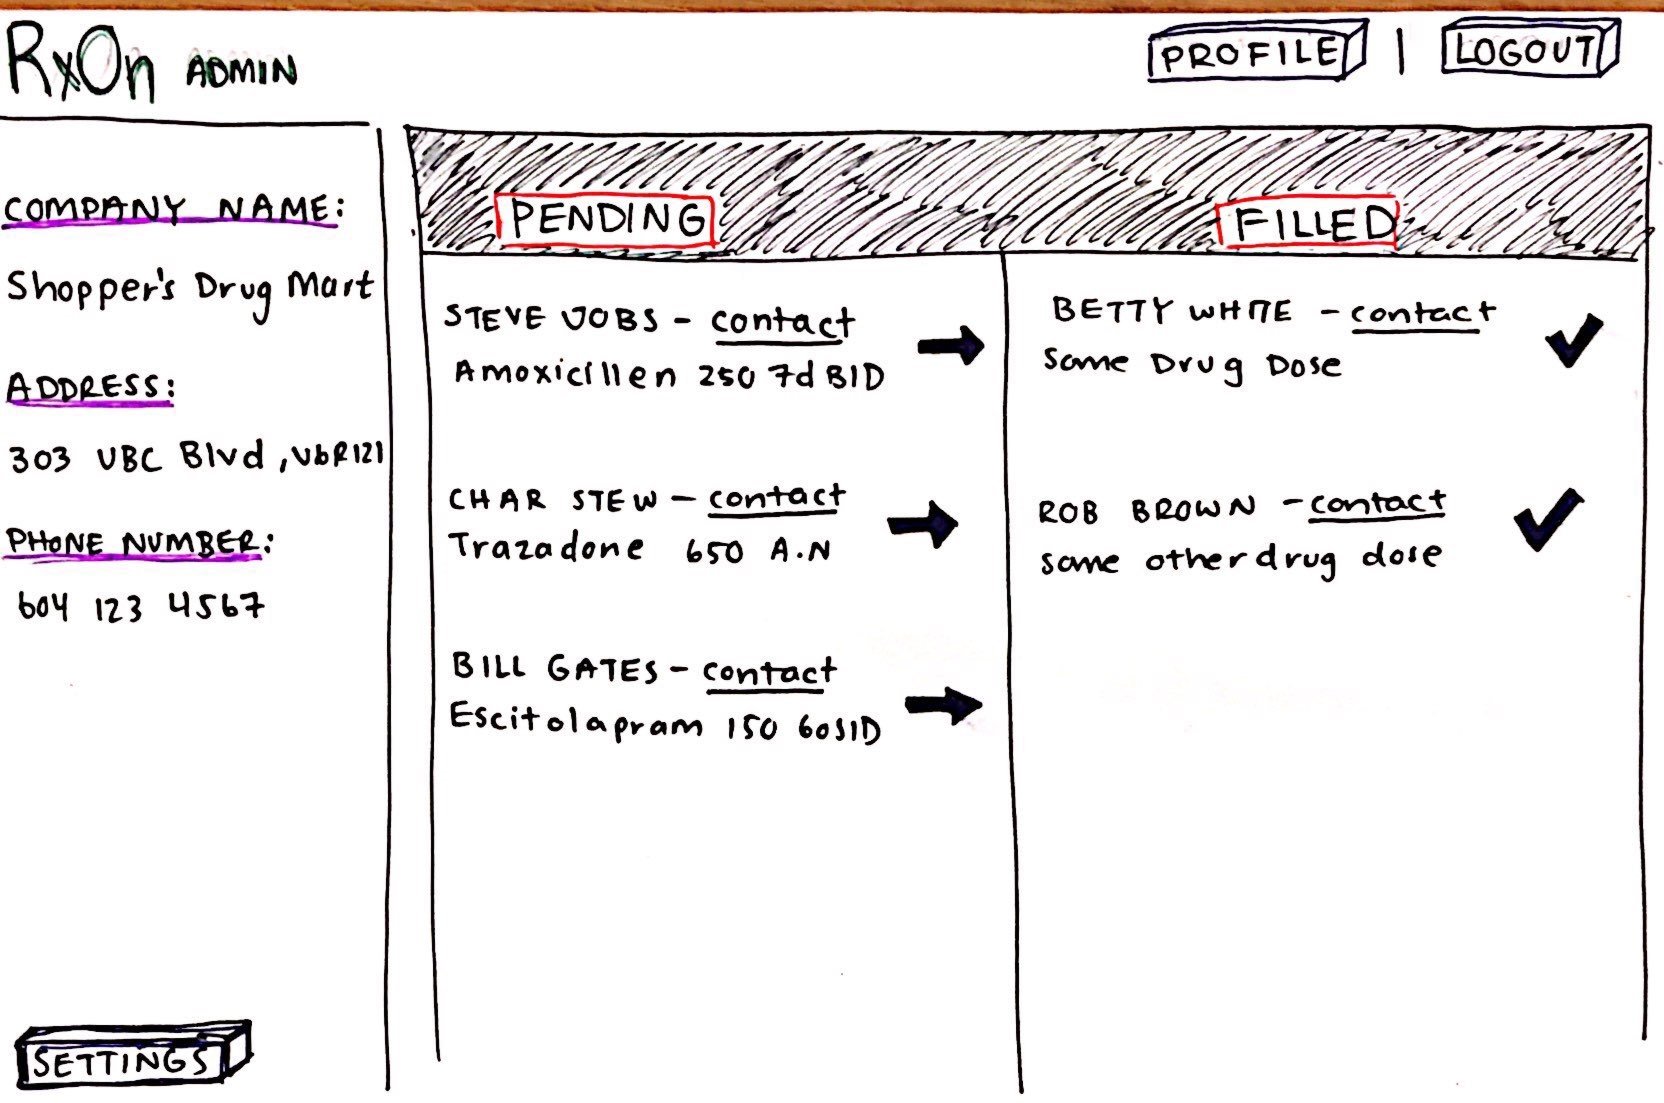 RxOn ADMIN
PROFILE | LOGOUT
COMPANY NAME:
Shopper's Drug Mart
ADDRESS:
303 UBC Blvd, V6R121
PHONE NUMBER:
604 123 4567
SETTINGS
PENDING
STEVE JOBS - contact
Amoxicillen 250 7d BID
CHAR STEW - contact
Trazadone 650 A.N
BILL GATES - contact
Escitolapram 150 60SID
FILLED
BETTY WHITE - contact
Some Drug Dose
ROB BROWN - contact
some other drug dose